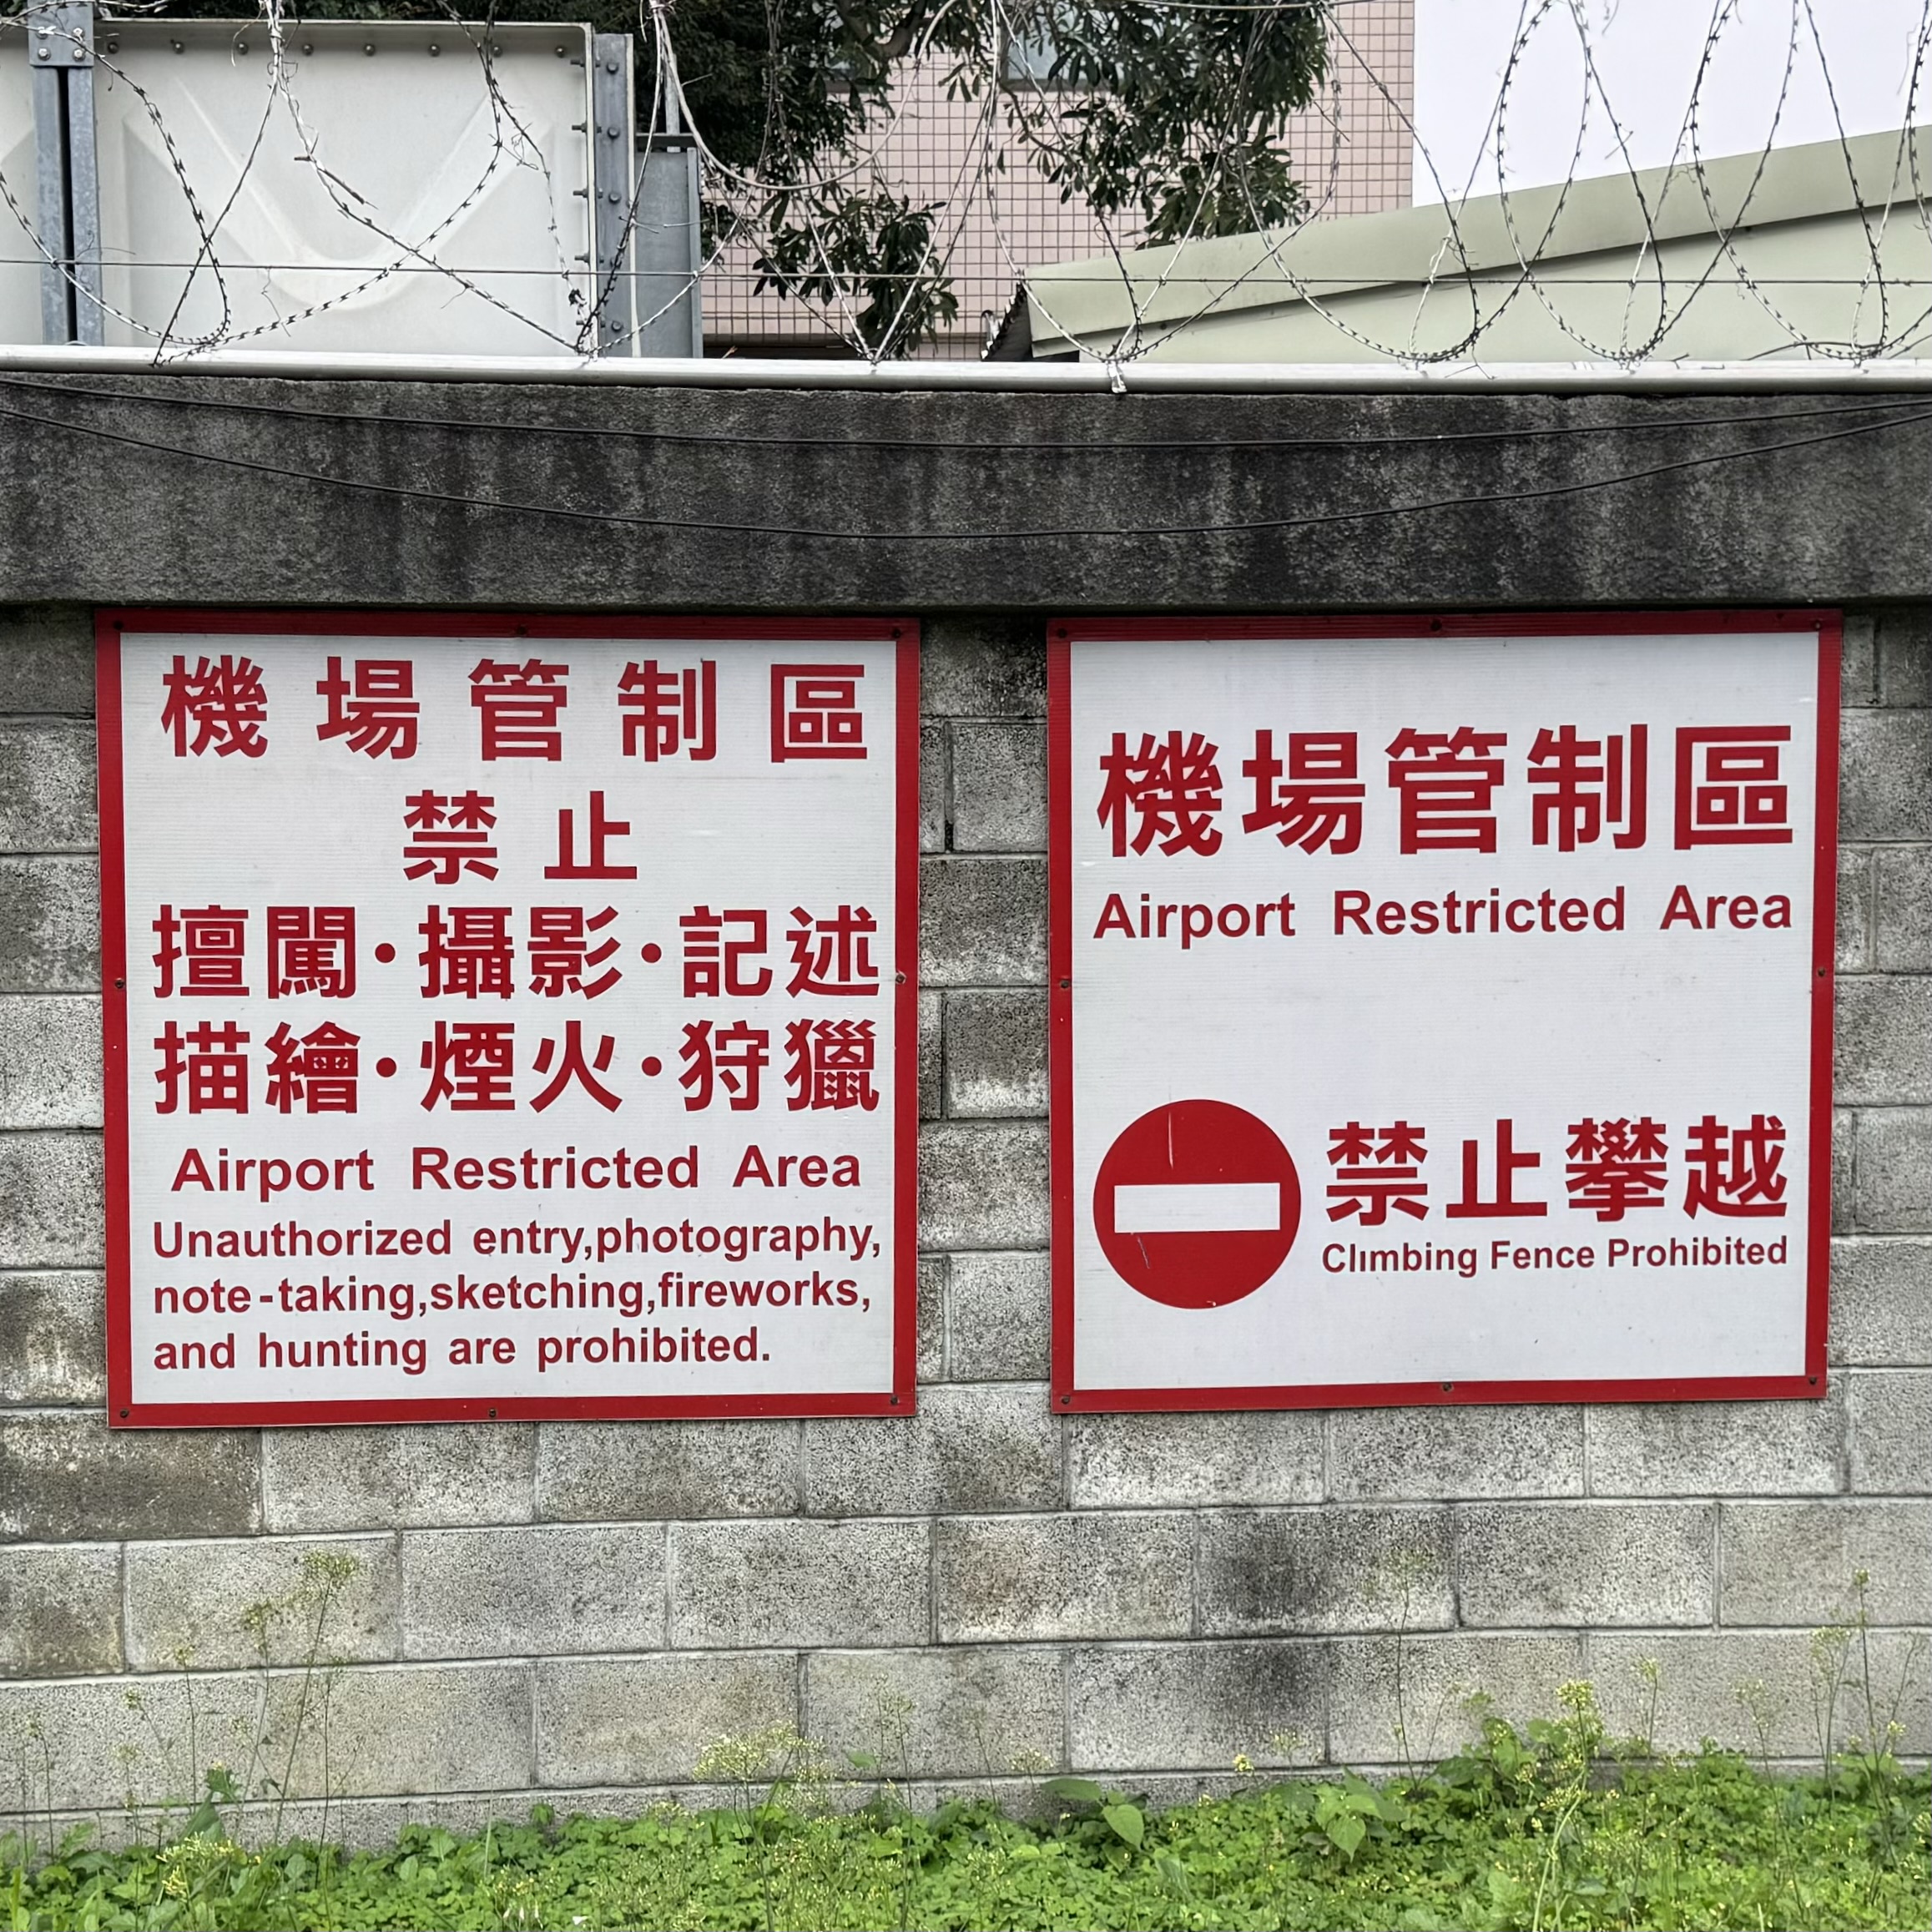 機場管制區
禁止
擅闖・攝影・記述
描繪・煙火・狩獵
Airport Restricted Area
Unauthorized entry,photography,
note-taking,sketching,fireworks,
and hunting are prohibited.
機場管制區
Airport Restricted Area
禁止攀越
Climbing Fence Prohibited